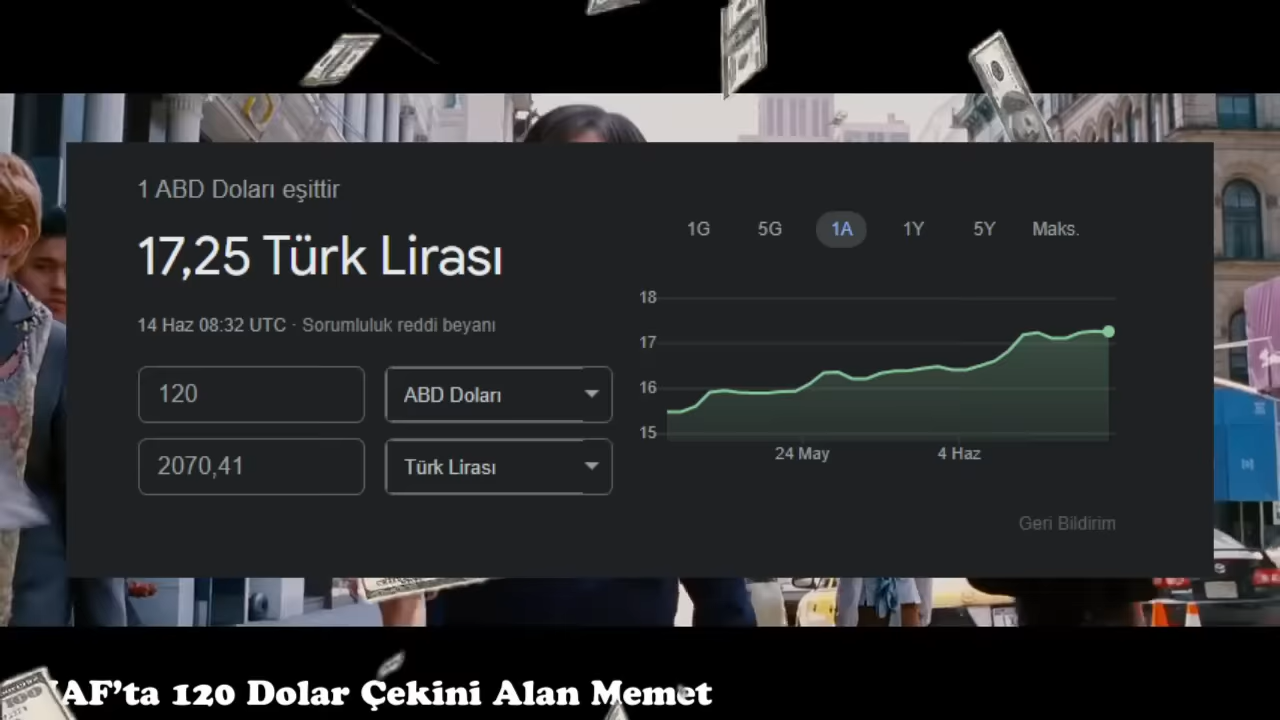 1 ABD Doları eşittir
17,25 Türk Lirası
14 Haz 08:32 UTC · Sorumluluk reddi beyanı
120
ABD Doları
2070,41
Türk Lirası
1G 5G 1A 1Y 5Y Maks.
18
17
16
15
24 May 4 Haz
Geri Bildirim
120 Dolar Çekini Alan Memet